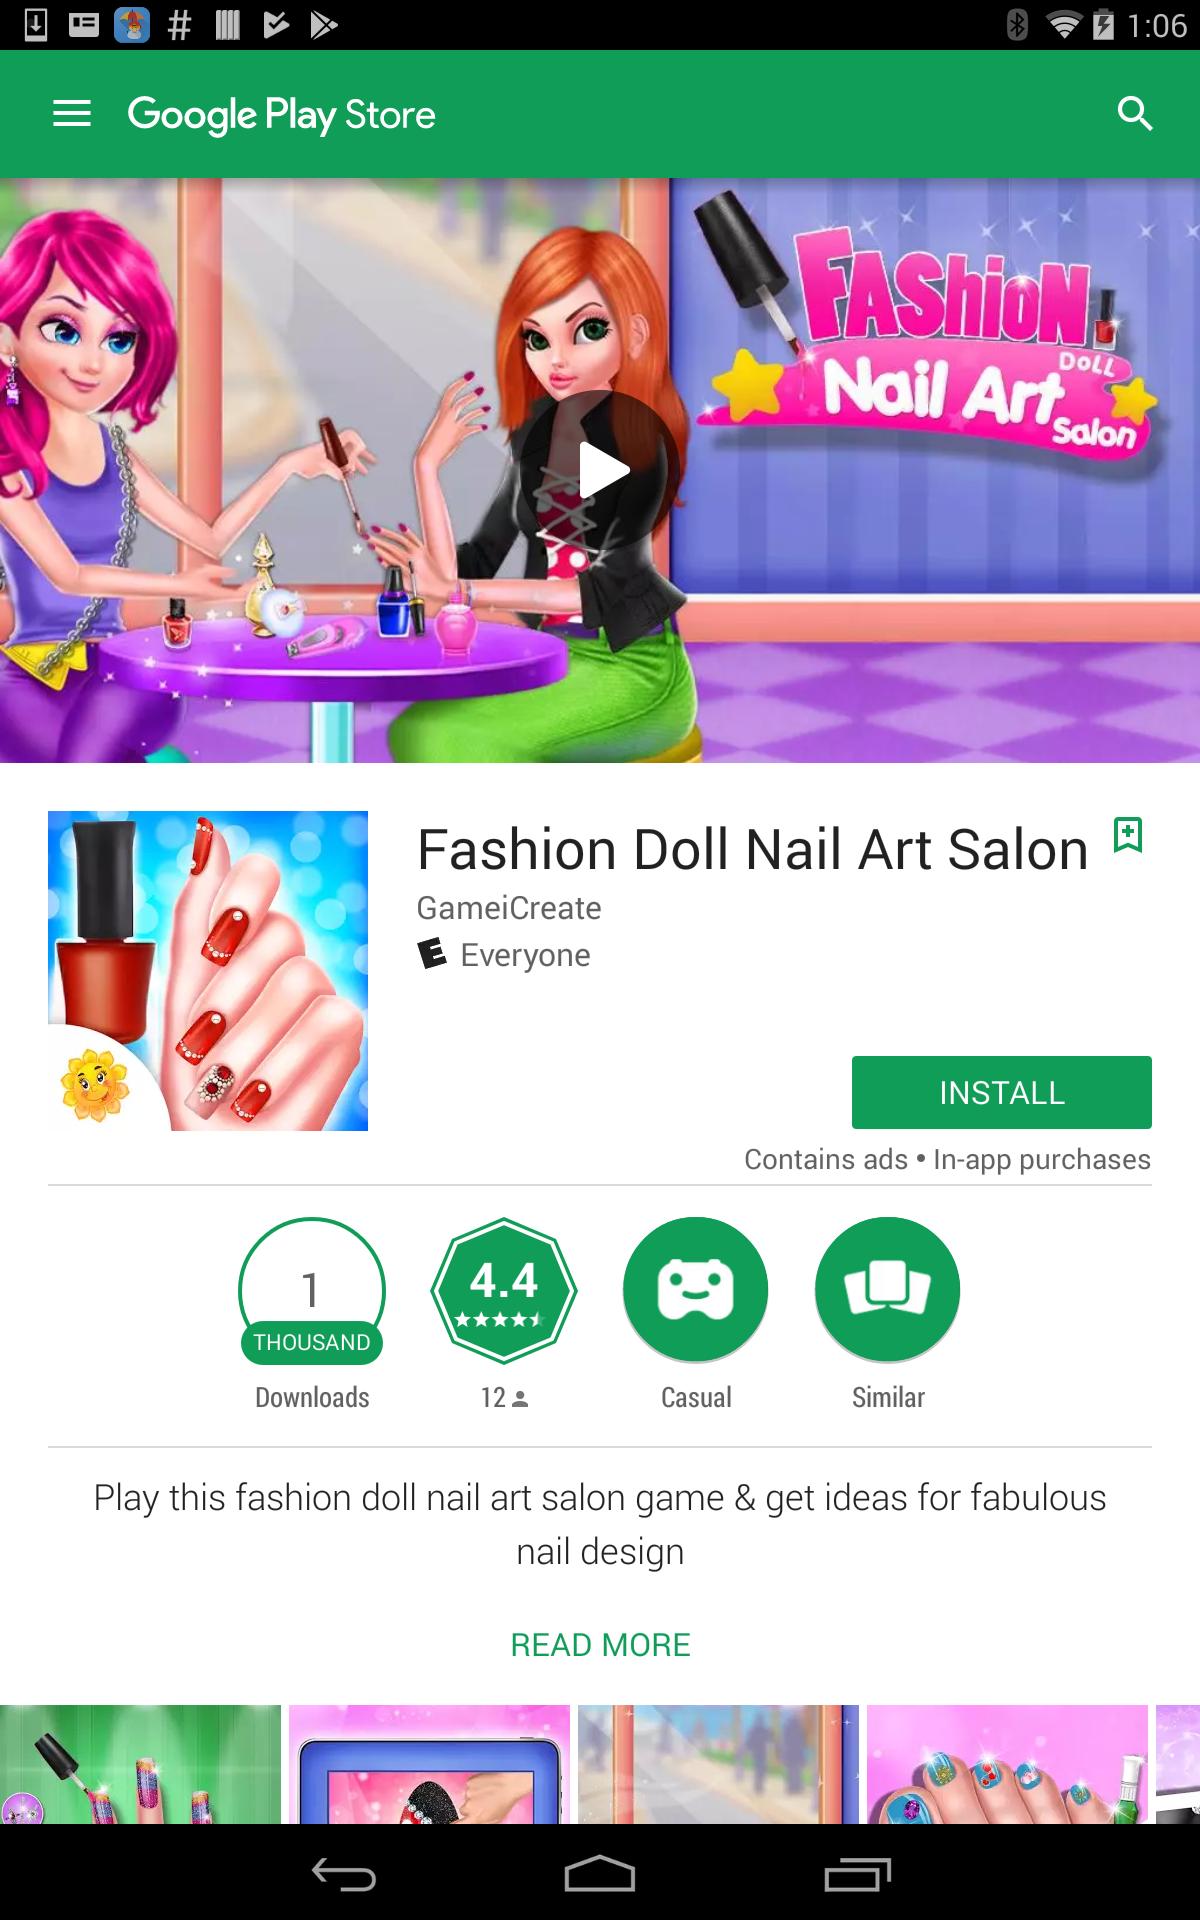 1:06
Google Play Store
FAShioN
DOLL
Nail Art
Salon
Fashion Doll Nail Art Salon
GameiCreate
E Everyone
INSTALL
Contains ads • In-app purchases
1
THOUSAND
Downloads
4.4
12
Casual
Similar
Play this fashion doll nail art salon game & get ideas for fabulous
nail design
READ MORE